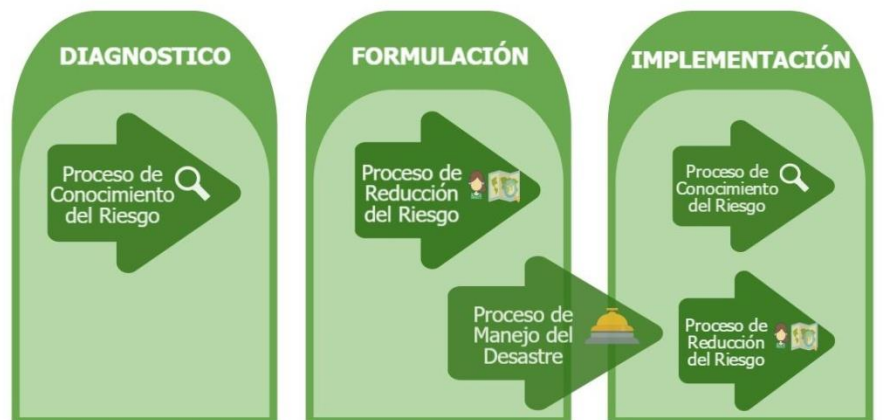 DIAGNOSTICO
Proceso de
Conocimiento
del Riesgo
FORMULACIÓN
Proceso de
Reducción
del Riesgo
Proceso de
Manejo del
Desastre
IMPLEMENTACIÓN
Proceso de
Conocimiento
del Riesgo
Proceso de
Reducción
del Riesgo